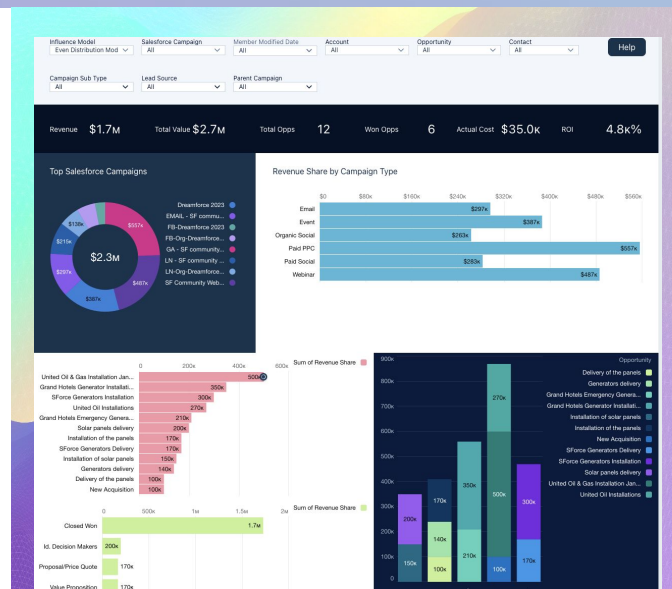 Influence Model
Salesforce Campaign
Member Modified Date
Account
Opportunity
Contact
Even Distribution Mod
All
All
All
All
All
Help
Campaign Sub Type
Lead Source
Parent Campaign
All
All
All
Revenue $1.7M
Total Value $2.7M
Total Opps 12
Won Opps 6
Actual Cost $35.0K
ROI 4.8K%
Top Salesforce Campaigns
$557K
$487K
$387K
$297K
$215K
$138K
$2.3M
Dreamforce 2023
EMAIL - SF commu...
FB-Dreamforce 2023
FB-Org-Dreamforce...
GA - SF community...
LN - SF community ...
LN-Org-Dreamforce...
SF Community Web...
Revenue Share by Campaign Type
$0 $80K $160K $240K $320K $400K $480K $560K
Email $297K
Event $387K
Organic Social $263K
Paid PPC $557K
Paid Social $283K
Webinar $487K
0 200K 400K 600K
Sum of Revenue Share
United Oil & Gas Installation Jan... 500K
Grand Hotels Generator Installati... 350K
SForce Generators Installation 300K
United Oil Installations 270K
Grand Hotels Emergency Genera... 210K
Solar panels delivery 200K
Installation of the panels 170K
SForce Generators Delivery 170K
Installation of solar panels 150K
Generators delivery 140K
Delivery of the panels 100K
New Acquisition 100K
0 500K 1M 1.5M 2M
Sum of Revenue Share
Closed Won 1.7M
Id. Decision Makers 200K
Proposal/Price Quote 170K
Value Proposition 170K
900K
800K
700K
600K
500K
400K
300K
200K
100K
0
200K
150K
170K
140K
100K
350K
210K
270K
500K
100K
300K
170K
Opportunity
Delivery of the panels
Generators delivery
Grand Hotels Emergency Genera...
Grand Hotels Generator Installati...
Installation of solar panels
Installation of the panels
New Acquisition
SForce Generators Delivery
SForce Generators Installation
Solar panels delivery
United Oil & Gas Installation Jan...
United Oil Installations